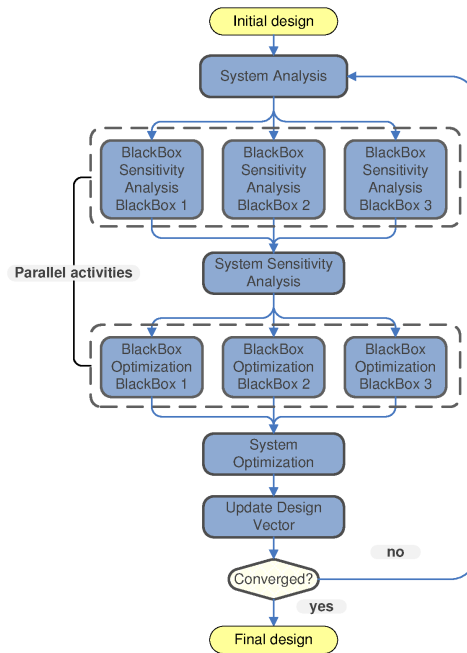 Initial design
System Analysis
BlackBox
Sensitivity
Analysis
BlackBox 1
BlackBox
Sensitivity
Analysis
BlackBox 2
BlackBox
Sensitivity
Analysis
BlackBox 3
System Sensitivity
Analysis
Parallel activities
BlackBox
Optimization
BlackBox 1
BlackBox
Optimization
BlackBox 2
BlackBox
Optimization
BlackBox 3
System
Optimization
Update Design
Vector
Converged?
no
yes
Final design